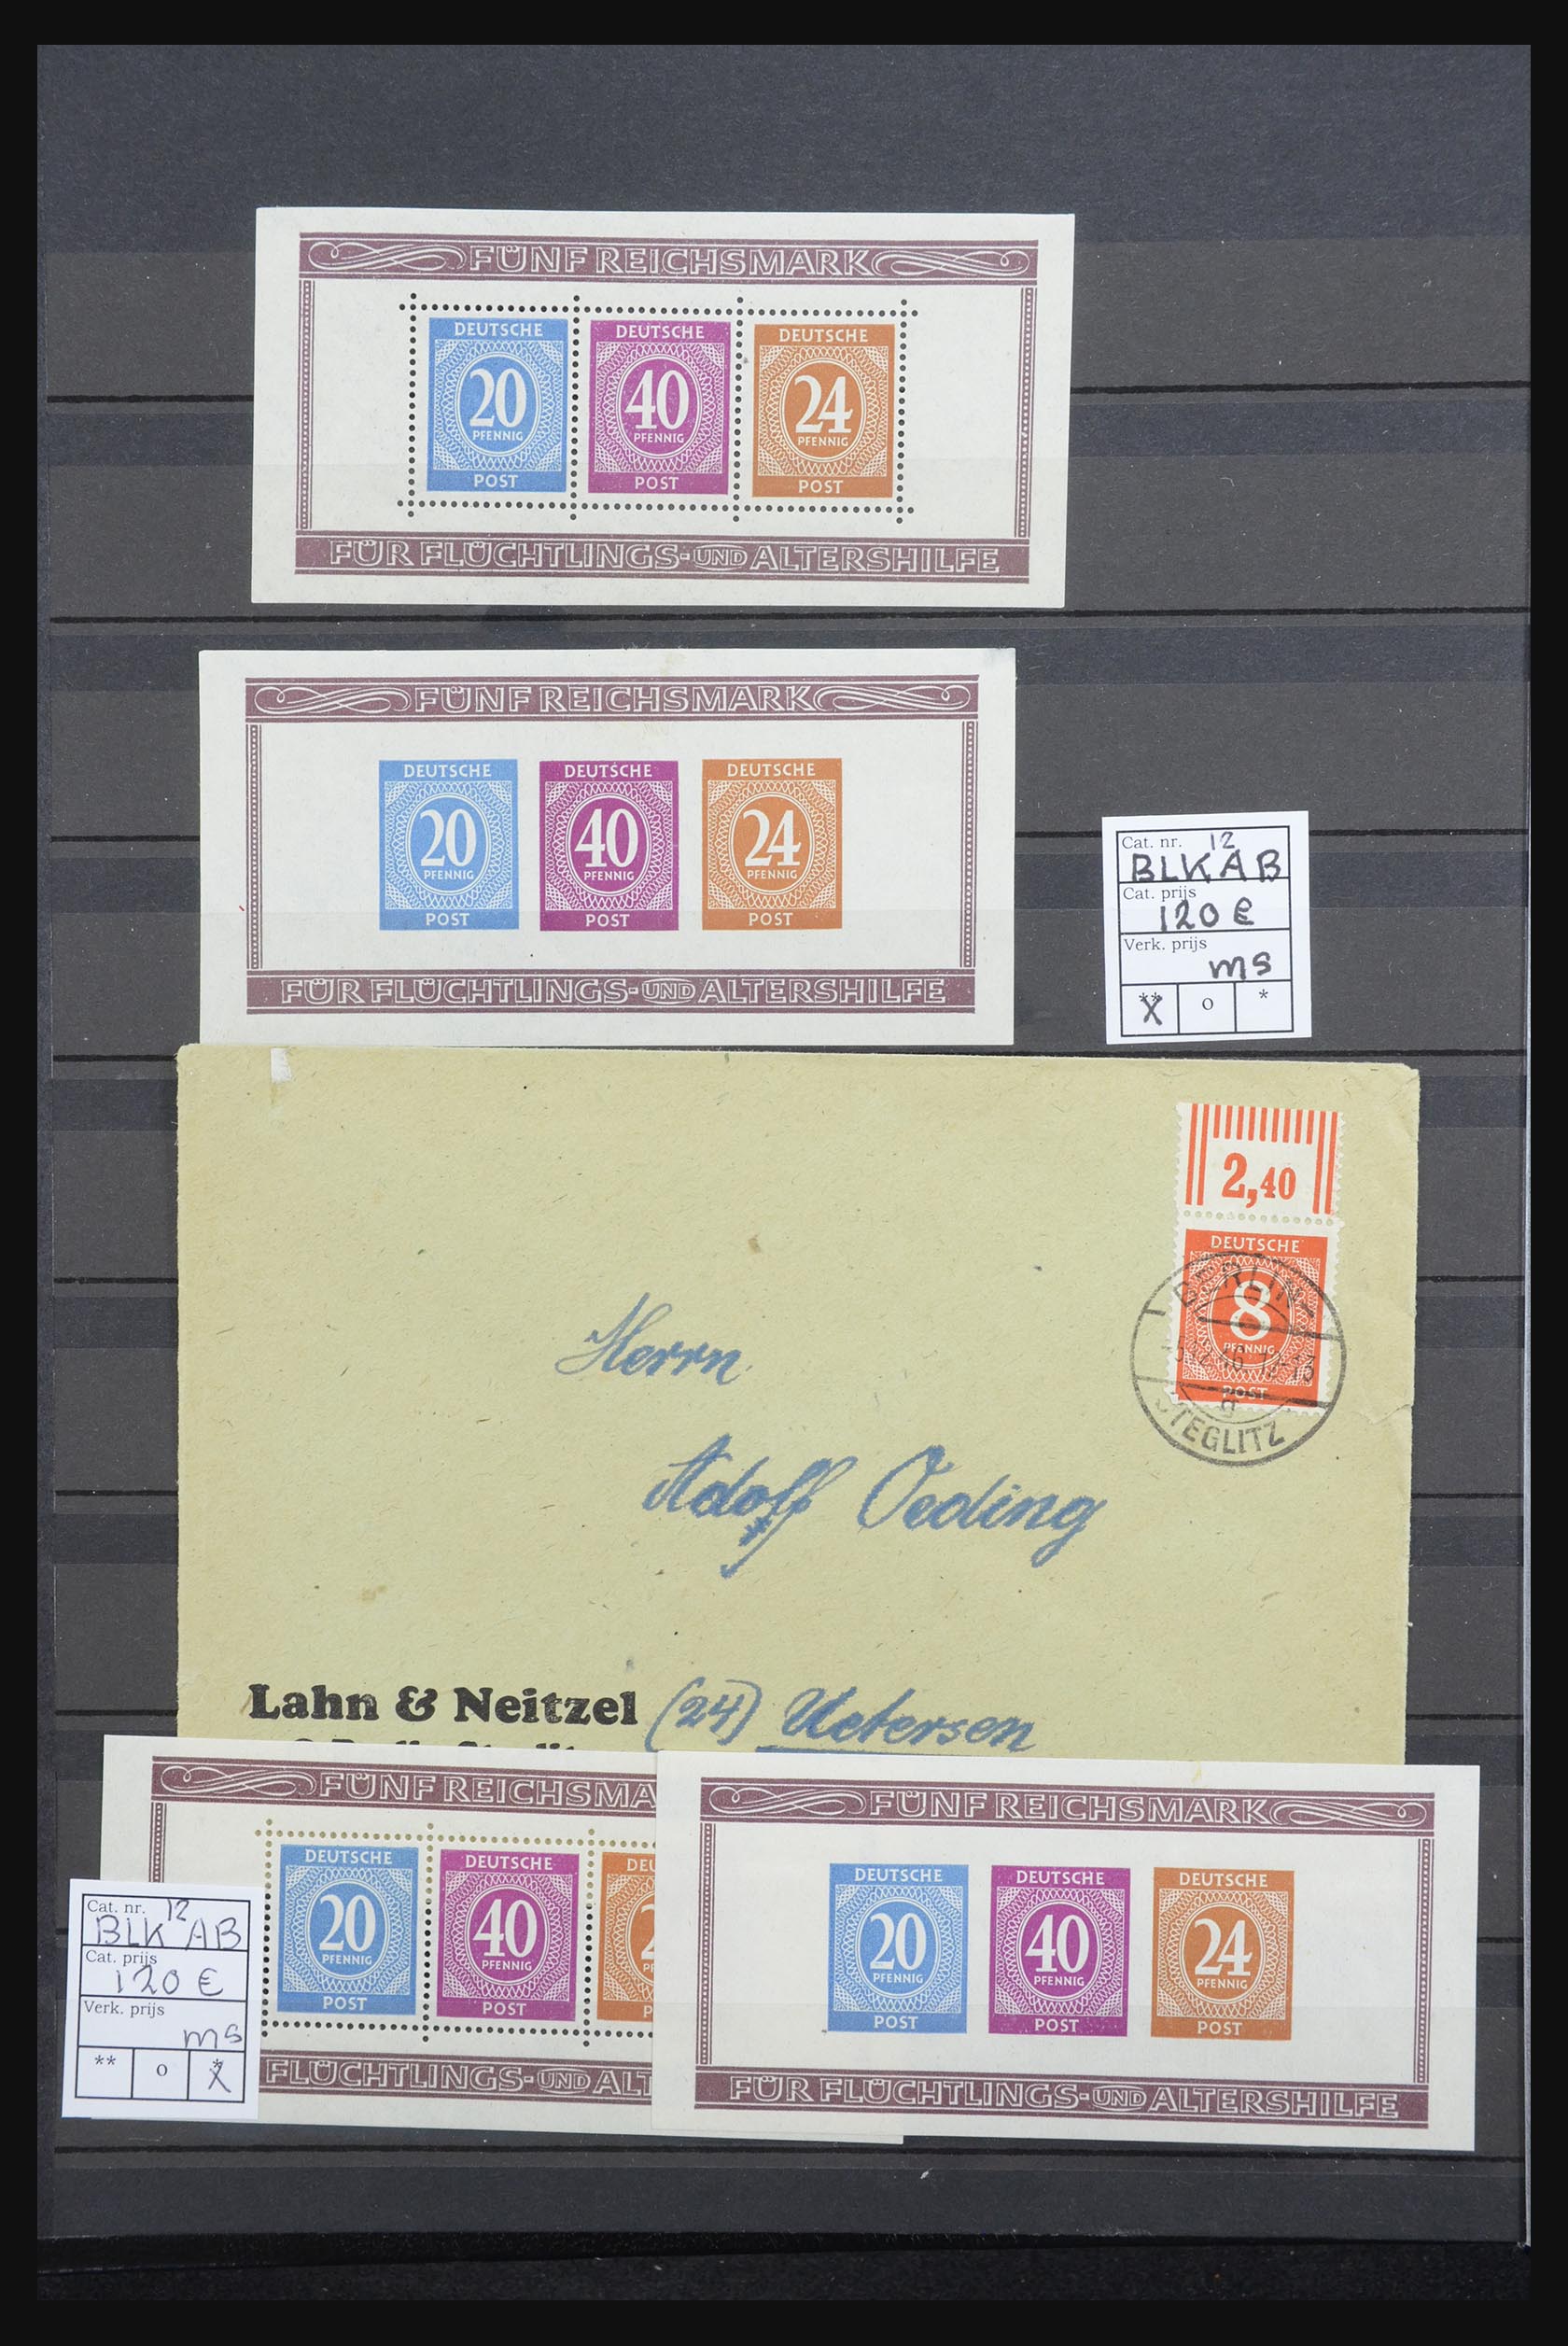 FÜNF REICHSMARK
DEUTSCHE DEUTSCHE DEUTSCHE
20 40 24
PFENNIG PFENNIG PFENNIG
POST POST POST
FÜR FLÜCHTLINGS-UND ALTERSHILFE
FÜNF REICHSMARK
DEUTSCHE DEUTSCHE DEUTSCHE
20 40 24
PFENNIG PFENNIG PFENNIG
POST POST POST
FÜR FLÜCHTLINGS-UND ALTERSHILFE
Cat. nr. 12
BLK AB
Cat. prijs
120 €
Verk. prijs
ms
** o *
X
2,40
DEUTSCHE
8
PFENNIG
POST
BERLIN
STEGLITZ
Herrn
Adolf Oeding
Lahn & Neitzel (24) Uetersen
FÜNF REICHSMA
DEUTSCHE DEUTSCHE DEU
20 40 2
PFENNIG PFENNIG P
POST POST P
FLÜCHTLINGS-UND ALT
Cat. nr. 12
BLK AB
Cat. prijs
120 €
Verk. prijs
ms
** o *
X
FÜNF REICHSMARK
DEUTSCHE DEUTSCHE DEUTSCHE
20 40 24
PFENNIG PFENNIG PFENNIG
POST POST POST
FÜR FLÜCHTLINGS-UND ALTERSHILFE